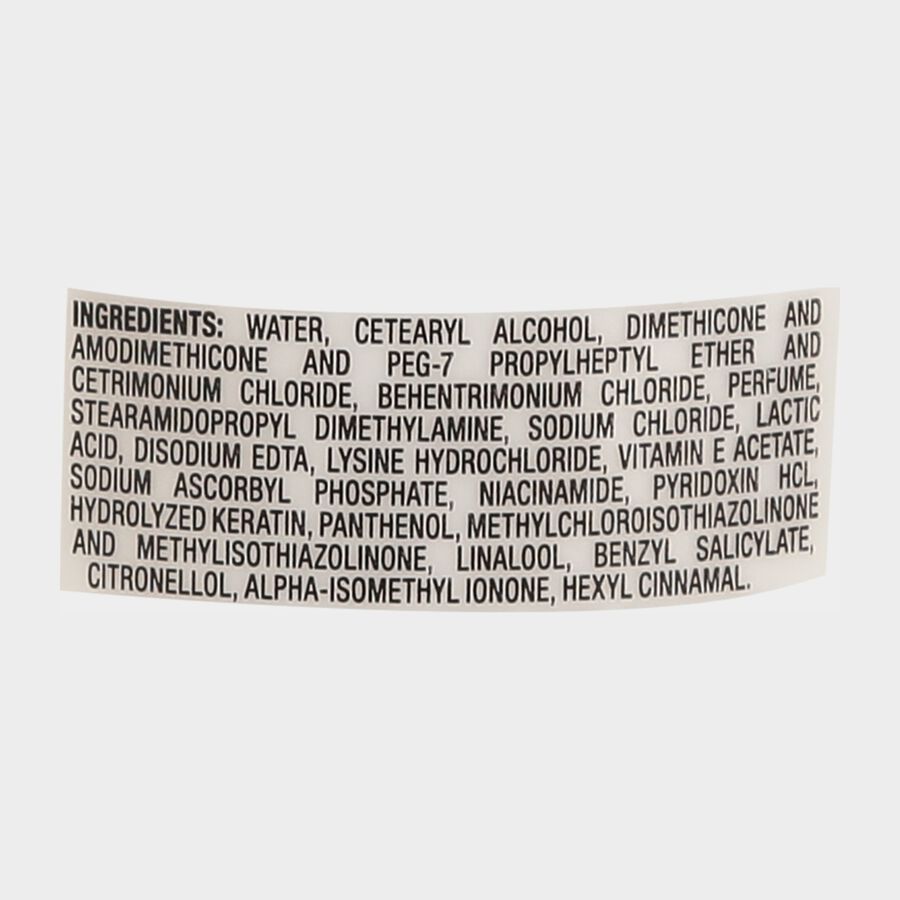 INGREDIENTS: WATER, CETEARYL ALCOHOL, DIMETHICONE AND
AMODIMETHICONE AND PEG-7 PROPYLHEPTYL ETHER AND
CETRIMONIUM CHLORIDE, BEHENTRIMONIUM CHLORIDE, PERFUME,
STEARAMIDOPROPYL DIMETHYLAMINE, SODIUM CHLORIDE, LACTIC
ACID, DISODIUM EDTA, LYSINE HYDROCHLORIDE, VITAMIN E ACETATE,
SODIUM ASCORBYL PHOSPHATE, NIACINAMIDE, PYRIDOXIN HCL,
HYDROLYZED KERATIN, PANTHENOL, METHYLCHLOROISOTHIAZOLINONE
AND METHYLISOTHIAZOLINONE, LINALOOL, BENZYL SALICYLATE,
CITRONELLOL, ALPHA-ISOMETHYL IONONE, HEXYL CINNAMAL.